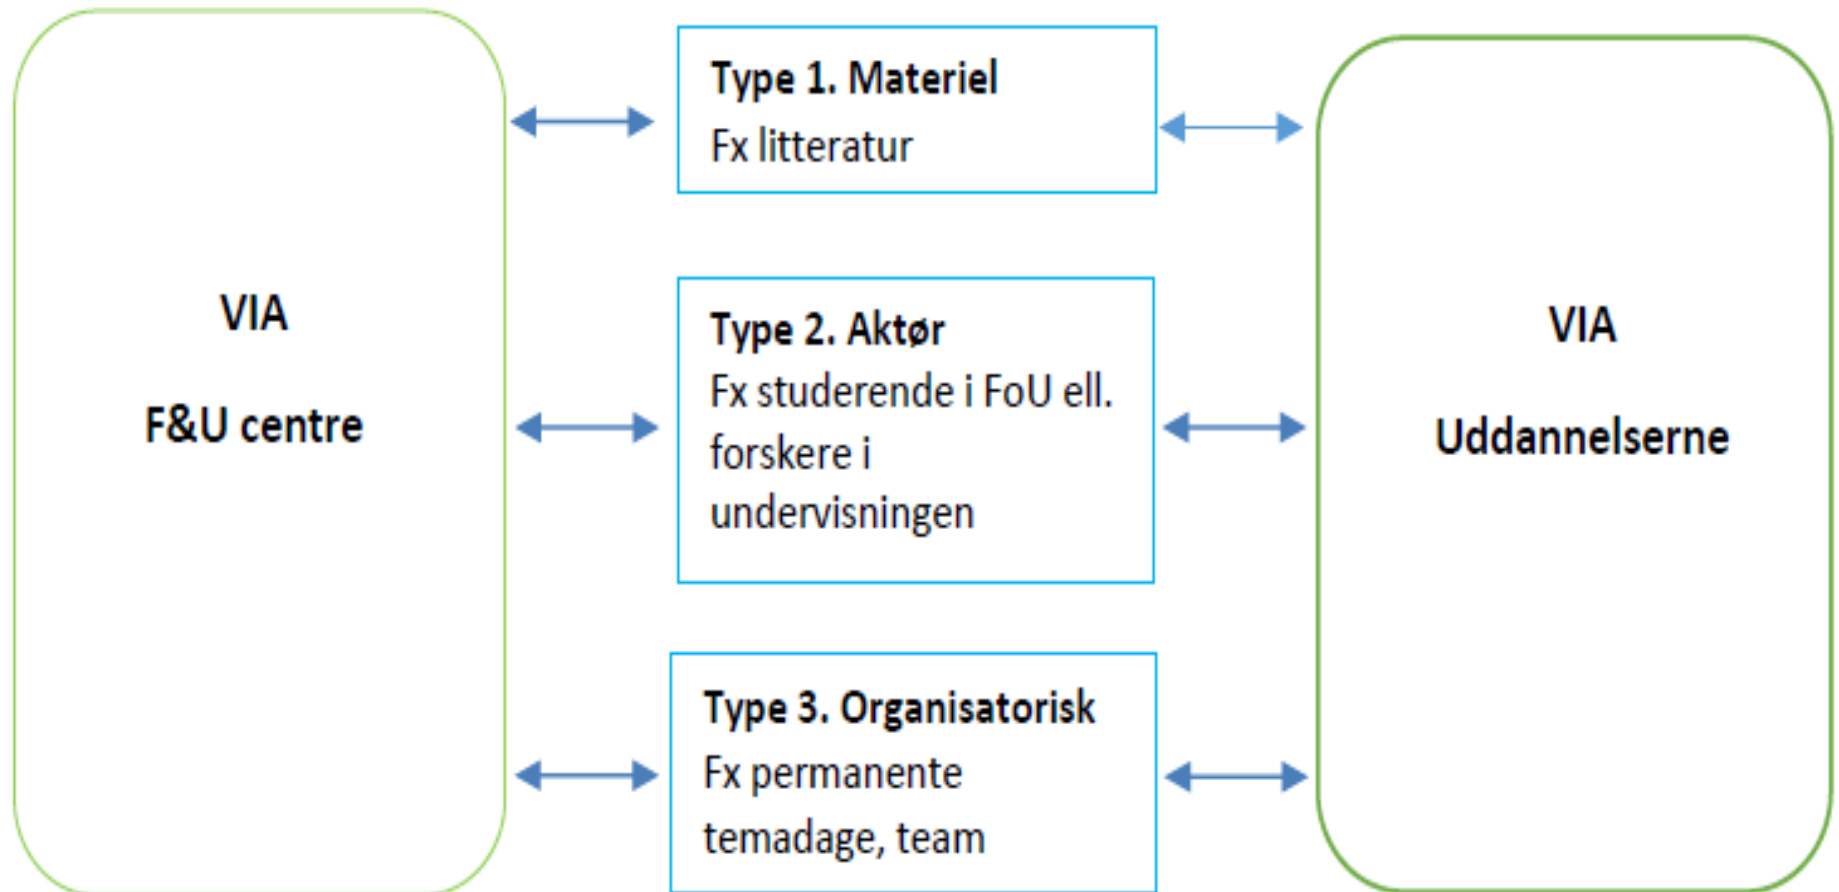 VIA
F&U centre
Type 1. Materiel
Fx litteratur
Type 2. Aktør
Fx studerende i FoU ell.
forskere i
undervisningen
Type 3. Organisatorisk
Fx permanente
temadage, team
VIA
Uddannelserne